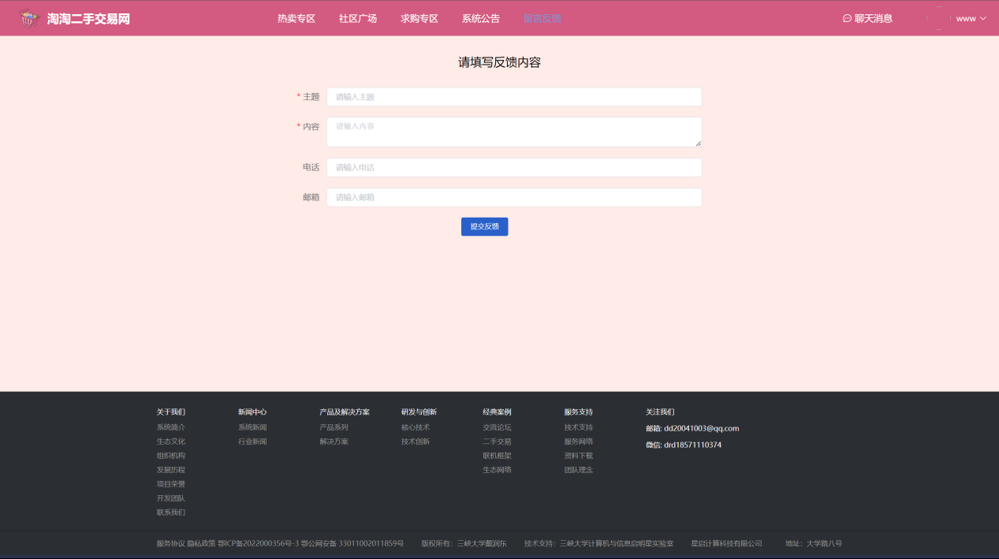 淘淘二手交易网 热卖专区 社区广场 求购专区 系统公告 留言反馈 聊天消息 www
请填写反馈内容
* 主题 请输入主题
* 内容 请输入内容
电话 请输入电话
邮箱 请输入邮箱
提交反馈
关于我们
系统简介
生态文化
组织机构
发展历程
项目荣誉
开发团队
联系我们
新闻中心
系统新闻
行业新闻
产品及解决方案
产品系列
解决方案
研发与创新
核心技术
技术创新
经典案例
交流论坛
二手交易
联机框架
生态网络
服务支持
技术支持
服务网络
资料下载
团队理念
关注我们
邮箱: dd20041003@qq.com
微信: drd18571110374
服务协议 隐私政策 鄂ICP备2022000356号-3 鄂公网安备 33011002011859号 版权所有：三峡大学戴润东 技术支持：三峡大学计算机与信息启明星实验室 星启计算科技有限公司 地址：大学路八号